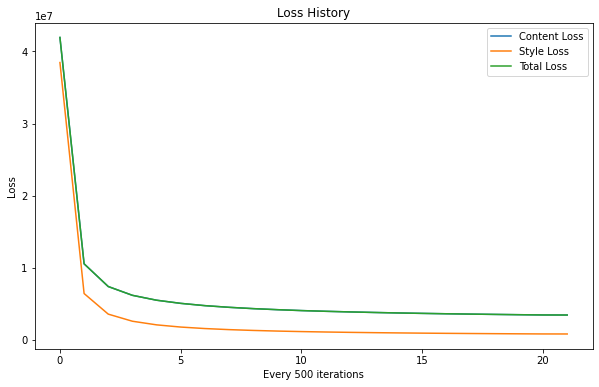 Loss History
1e7
Content Loss
Style Loss
Total Loss
4
3
2
1
0
Loss
0 5 10 15 20
Every 500 iterations